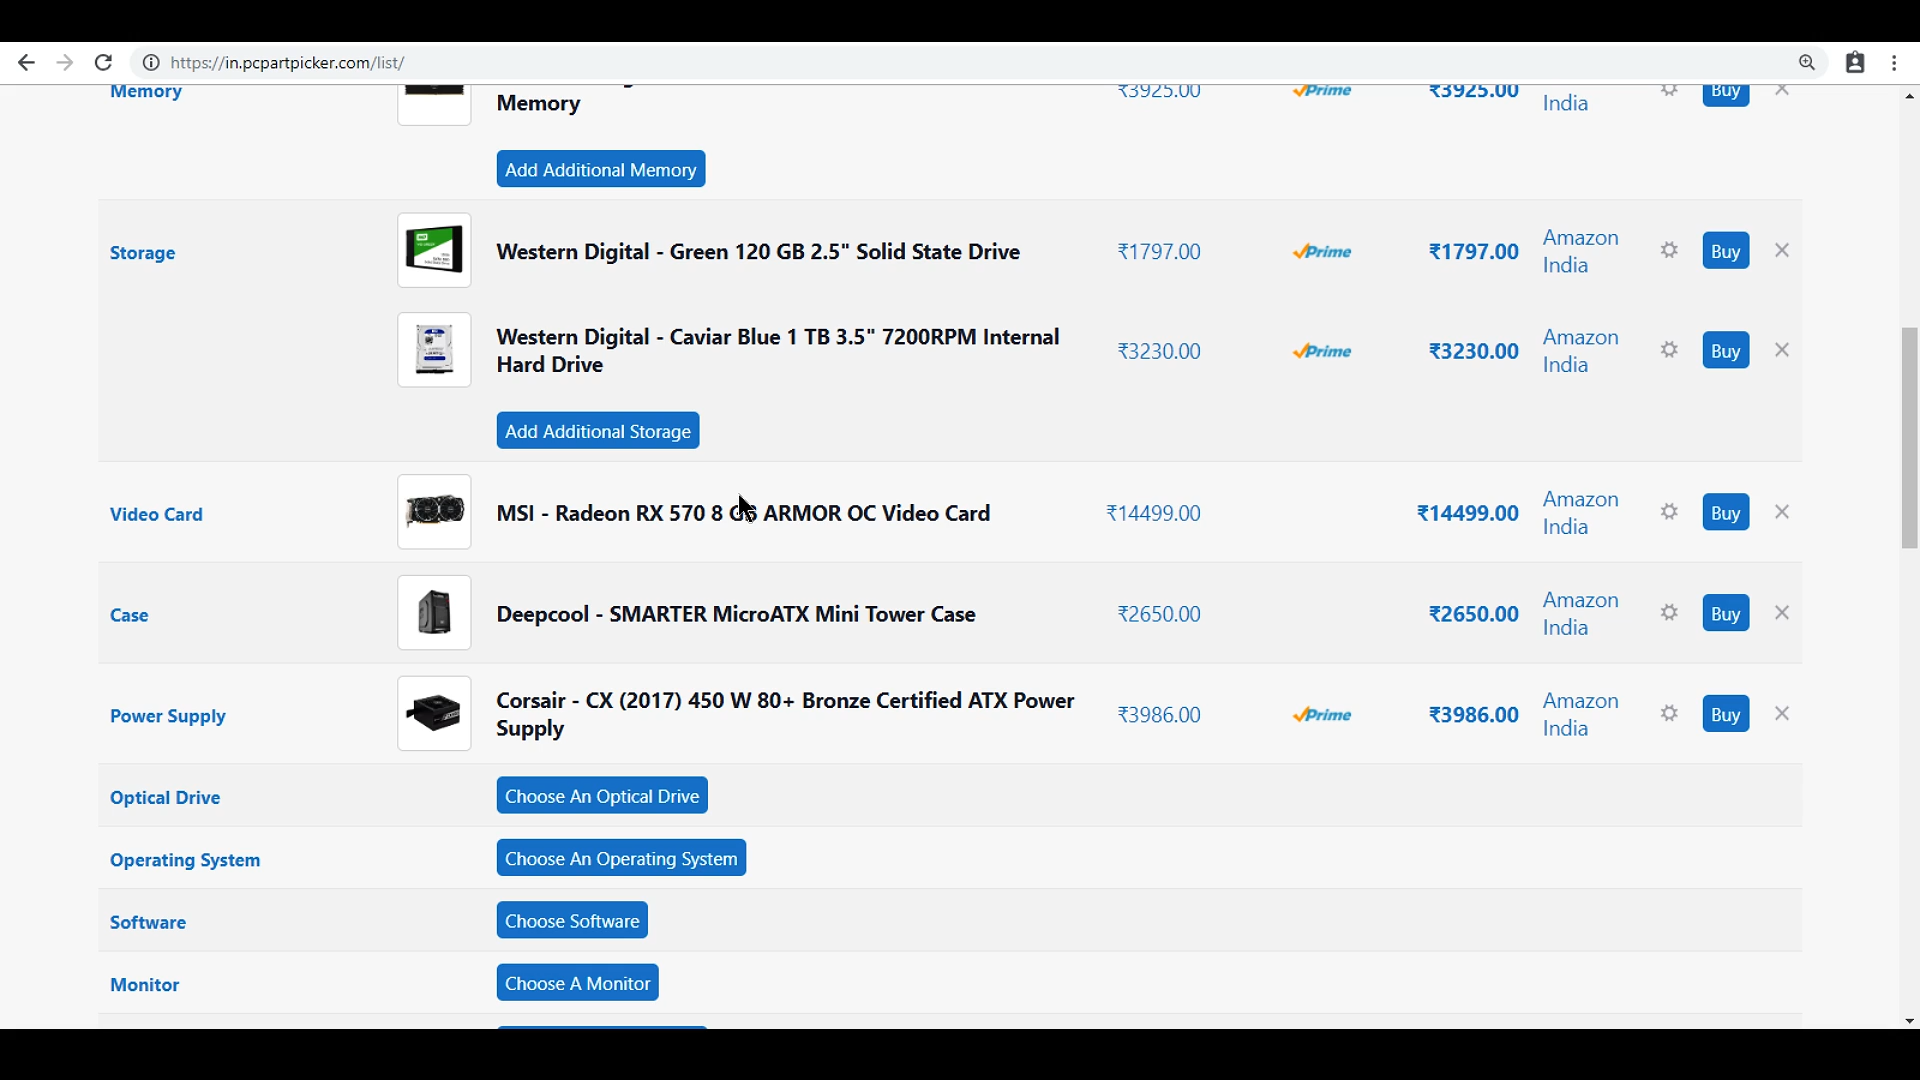 https://in.pcpartpicker.com/list/
Memory
Memory
₹3925.00
Prime
₹3925.00
India
Buy
Add Additional Memory
Storage
Western Digital - Green 120 GB 2.5" Solid State Drive
₹1797.00
Prime
₹1797.00
Amazon
India
Buy
Western Digital - Caviar Blue 1 TB 3.5" 7200RPM Internal
Hard Drive
₹3230.00
Prime
₹3230.00
Amazon
India
Buy
Add Additional Storage
Video Card
MSI - Radeon RX 570 8 GB ARMOR OC Video Card
₹14499.00
₹14499.00
Amazon
India
Buy
Case
Deepcool - SMARTER MicroATX Mini Tower Case
₹2650.00
₹2650.00
Amazon
India
Buy
Power Supply
Corsair - CX (2017) 450 W 80+ Bronze Certified ATX Power
Supply
₹3986.00
Prime
₹3986.00
Amazon
India
Buy
Optical Drive
Choose An Optical Drive
Operating System
Choose An Operating System
Software
Choose Software
Monitor
Choose A Monitor